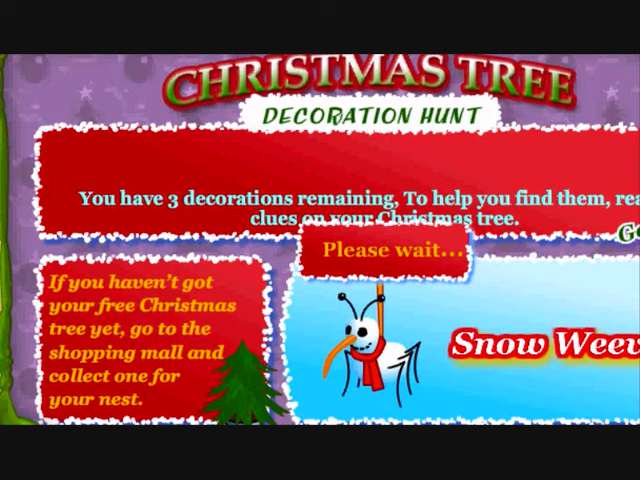 CHRISTMAS TREE
DECORATION HUNT
You have 3 decorations remaining, To help you find them,
clues on your Christmas tree.
Please wait...
If you haven't got
your free Christmas
tree yet, go to the
shopping mall and
collect one for
your nest.
Snow